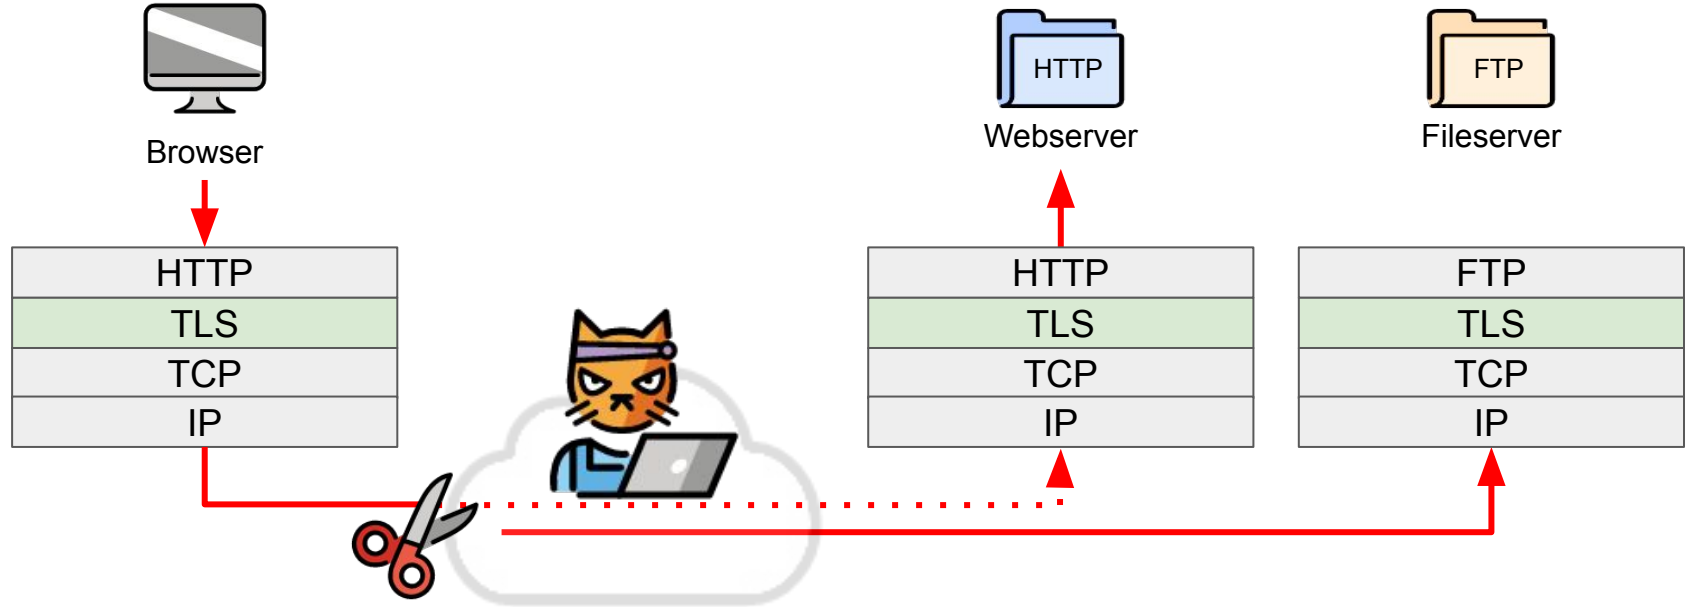 HTTP
FTP
Browser
Webserver
Fileserver
HTTP
TLS
TCP
IP
HTTP
TLS
TCP
IP
FTP
TLS
TCP
IP